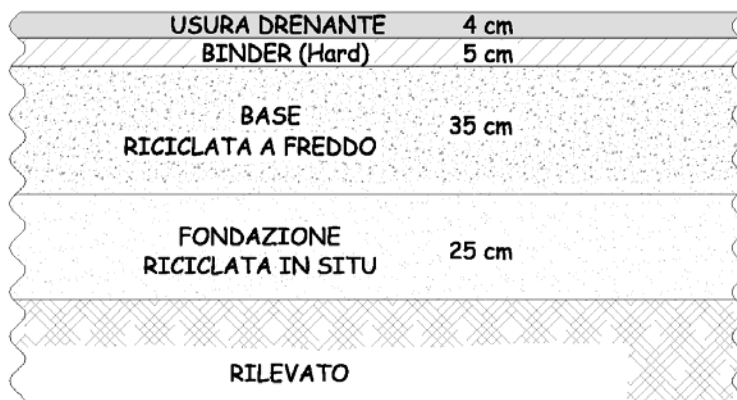 USURA DRENANTE 4 cm
BINDER (Hard) 5 cm
BASE
RICICLATA A FREDDO 35 cm
FONDAZIONE
RICICLATA IN SITU 25 cm
RILEVATO